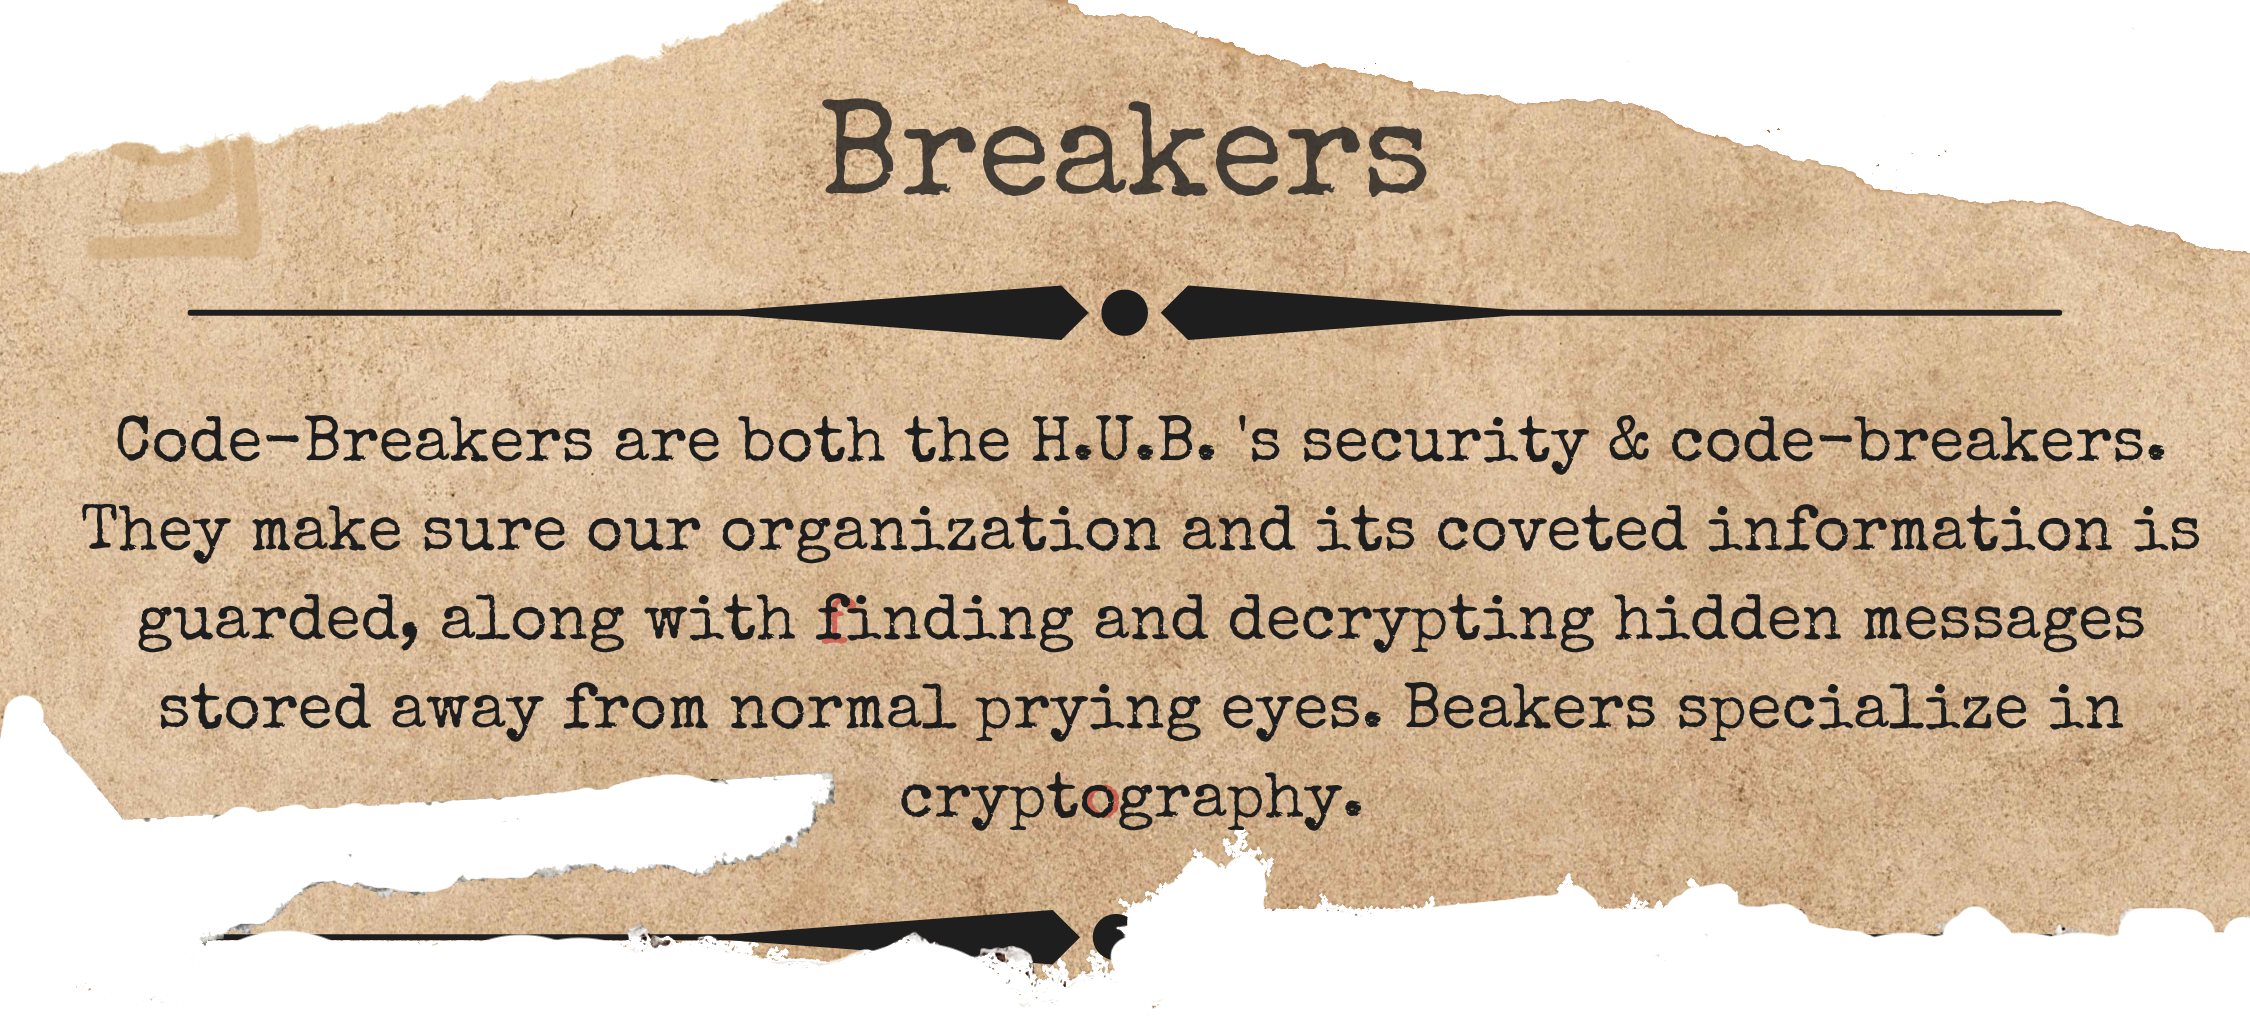 Breakers
Code-Breakers are both the H.U.B. 's security & code-breakers.
They make sure our organization and its coveted information is
guarded, along with finding and decrypting hidden messages
stored away from normal prying eyes. Beakers specialize in
cryptography.